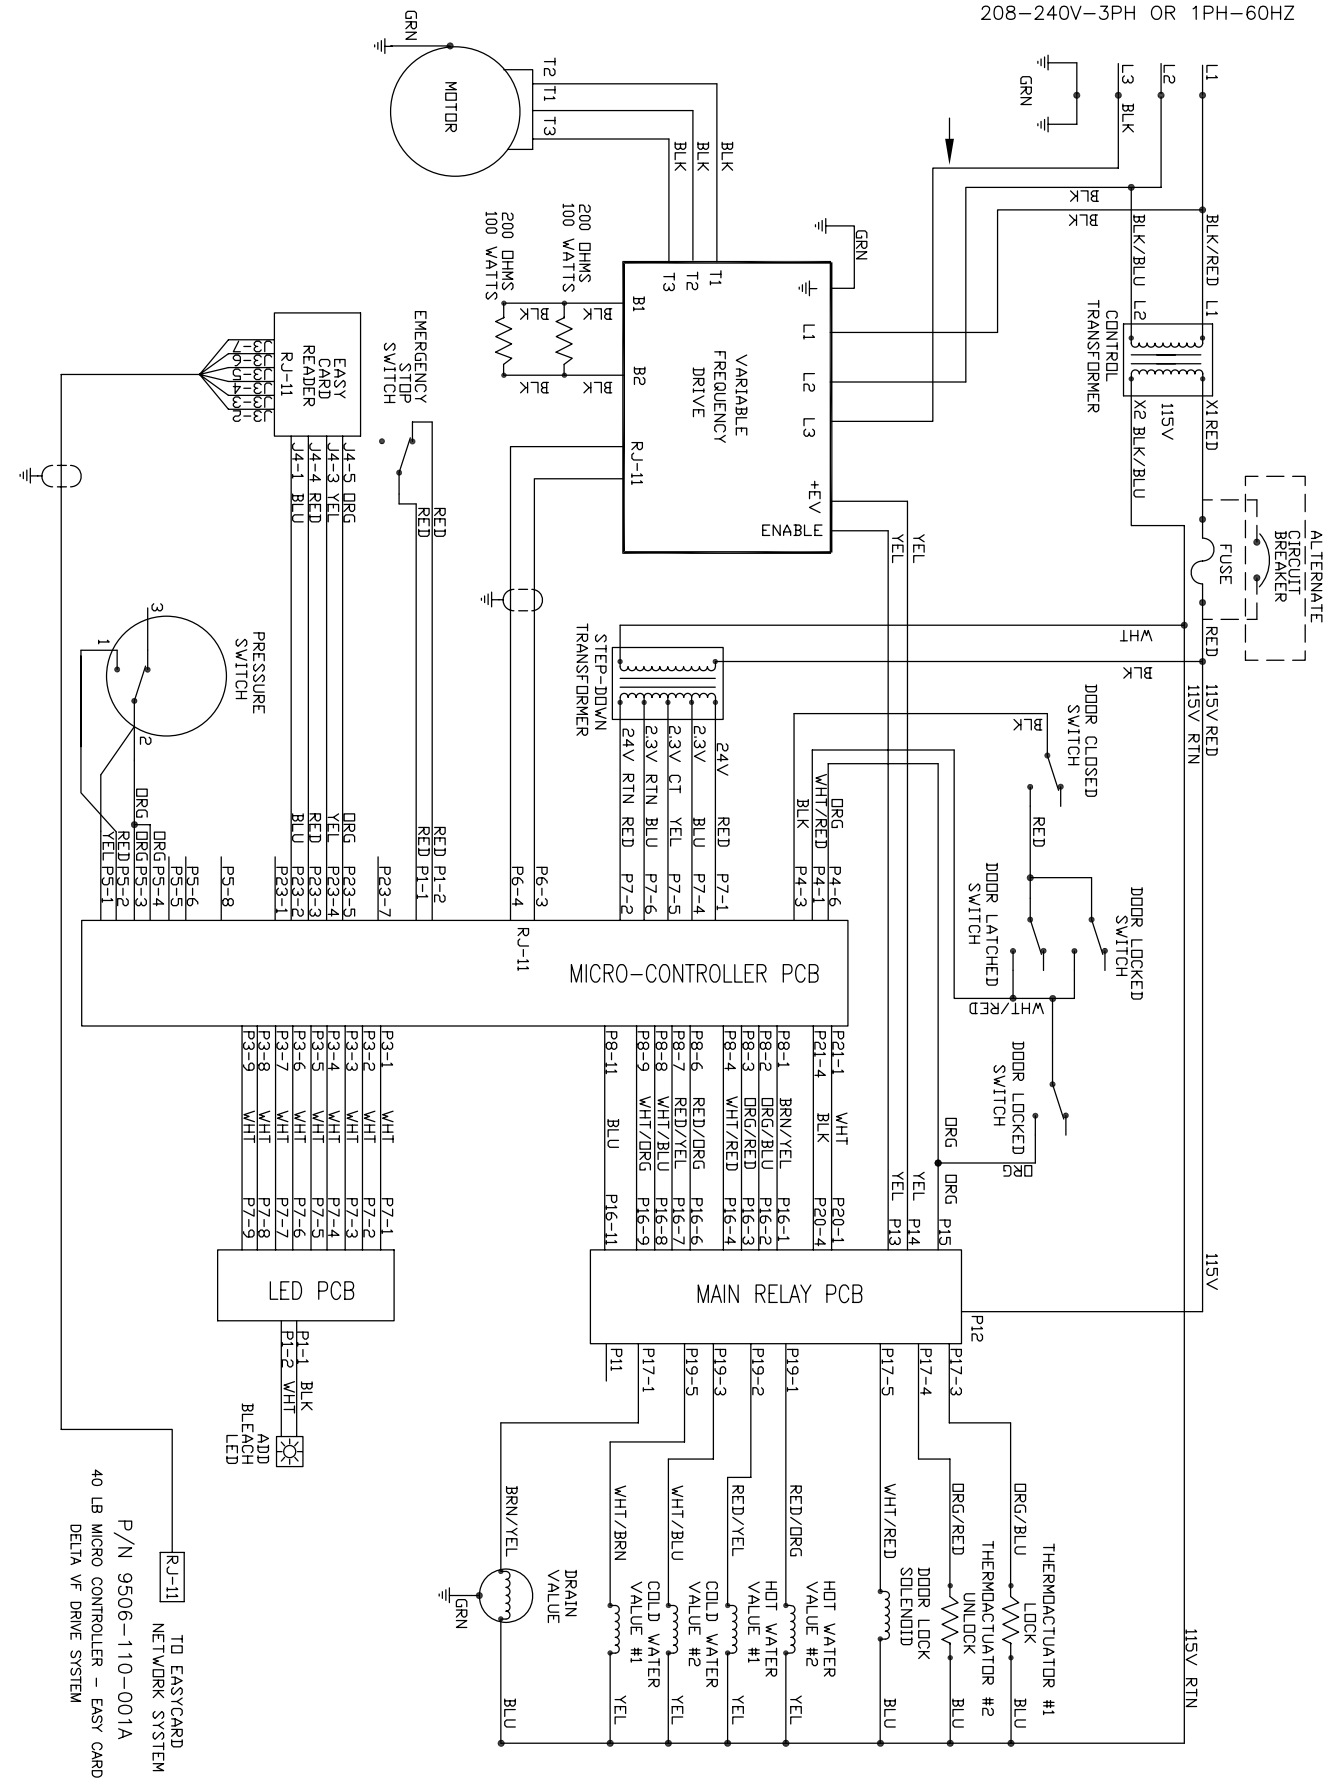 208-240V-3PH OR 1PH-60HZ
L1
L2
L3
BLK
GRN
BLK
BLK
BLK/RED
L1
BLK/BLU
L2
CONTROL
TRANSFORMER
X1
RED
115V
X2
BLK/BLU
ALTERNATE
CIRCUIT
BREAKER
FUSE
RED
WHT
BLK
115V RED
115V RTN
115V
115V RTN
GRN
MOTOR
T2
T1
T3
BLK
BLK
BLK
GRN
T1
T2
T3
L1
L2
L3
VARIABLE
FREQUENCY
DRIVE
B1
B2
RJ-11
+EV
ENABLE
YEL
YEL
200 OHMS
100 WATTS
200 OHMS
100 WATTS
BLK
BLK
BLK
BLK
EMERGENCY
STOP
SWITCH
RED
RED
EASY
CARD
READER
RJ-11
J3-1
J3-2
J4-5 ORG
J4-3 YEL
J4-4 RED
J4-1 BLU
PRESSURE
SWITCH
3
1
2
STEP-DOWN
TRANSFORMER
24V
2.3V
2.3V CT
2.3V RTN
24V RTN
RED
BLU
YEL
BLU
RED
P7-1
P7-4
P7-5
P7-6
P7-2
DOOR CLOSED
SWITCH
BLK
RED
DOOR LATCHED
SWITCH
DOOR LOCKED
SWITCH
WHT/RED
DOOR LOCKED
SWITCH
ORG
ORG
WHT/RED
BLK
P4-6
P4-1
P4-3
P6-3
P6-4
RED P1-2
RED P1-1
P23-7
ORG P23-5
YEL P23-4
RED P23-3
BLU P23-2
P23-1
P5-8
P5-6
P5-5
ORG P5-4
ORG
ORG P5-3
RED P5-2
YEL P5-1
RJ-11
MICRO-CONTROLLER PCB
P21-1
P21-4
P8-1
P8-2
P8-3
P8-4
P8-6
P8-7
P8-8
P8-9
P8-11
WHT
BLK
BRN/YEL
ORG/BLU
ORG/RED
WHT/RED
RED/ORG
RED/YEL
WHT/BLU
WHT/ORG
BLU
P20-1
P20-4
P16-1
P16-2
P16-3
P16-4
P16-6
P16-7
P16-8
P16-9
P16-11
ORG
ORG
YEL
YEL
P15
P14
P13
P3-1
P3-2
P3-3
P3-4
P3-5
P3-6
P3-7
P3-8
P3-9
WHT
WHT
WHT
WHT
WHT
WHT
WHT
WHT
WHT
P7-1
P7-2
P7-3
P7-4
P7-5
P7-6
P7-7
P7-8
P7-9
LED PCB
P1-1
P1-2
BLK
WHT
ADD
BLEACH
LED
MAIN RELAY PCB
P12
P17-3
P17-4
P17-5
P19-1
P19-2
P19-3
P19-5
P17-1
P11
ORG/BLU
ORG/RED
WHT/RED
RED/ORG
RED/YEL
WHT/BLU
WHT/BRN
BRN/YEL
THERMOACTUATOR #1
LOCK
THERMOACTUATOR #2
UNLOCK
DOOR LOCK
SOLENOID
HOT WATER
VALUE #2
HOT WATER
VALUE #1
COLD WATER
VALUE #2
COLD WATER
VALUE #1
DRAIN
VALUE
GRN
BLU
BLU
BLU
YEL
YEL
YEL
YEL
BLU
RJ-11
TO EASYCARD
NETWORK SYSTEM
P/N 9506-110-001A
40 LB MICRO CONTROLLER - EASY CARD
DELTA VF DRIVE SYSTEM